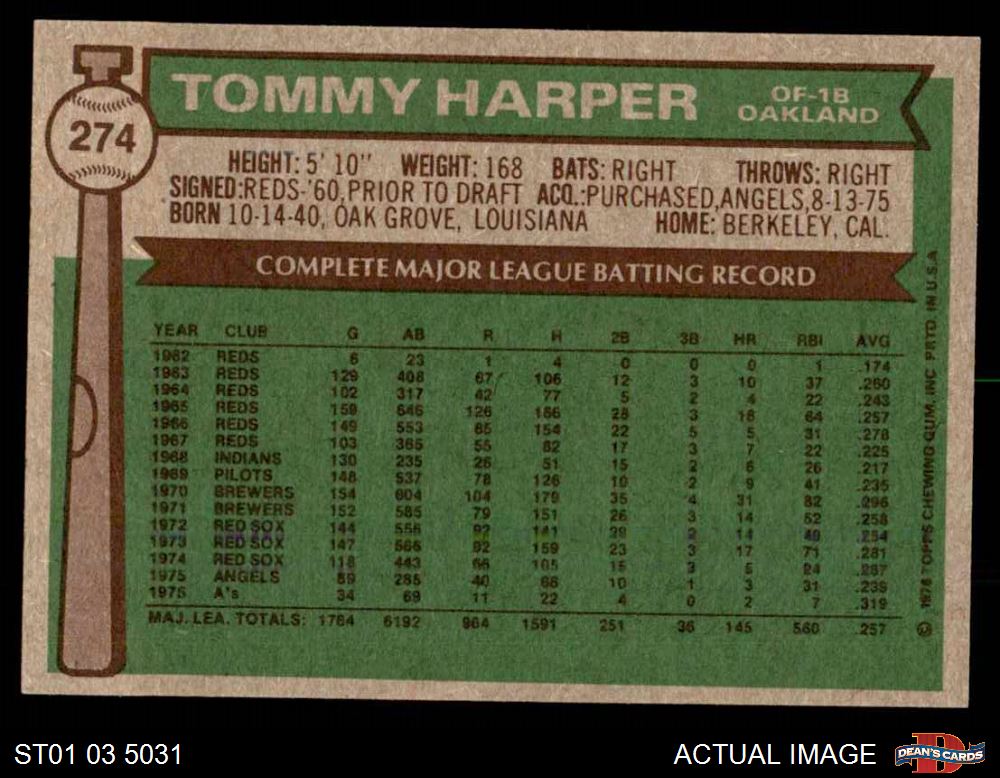 274
TOMMY HARPER
OF-1B
OAKLAND
HEIGHT: 5' 10" WEIGHT: 168 BATS: RIGHT THROWS: RIGHT
SIGNED: REDS-'60, PRIOR TO DRAFT ACQ.: PURCHASED, ANGELS, 8-13-75
BORN 10-14-40, OAK GROVE, LOUISIANA HOME: BERKELEY, CAL.
COMPLETE MAJOR LEAGUE BATTING RECORD
YEAR CLUB G AB R H 2B 3B HR RBI AVG
1962 REDS 6 23 1 4 0 0 0 1 .174
1963 REDS 129 408 67 106 12 3 10 37 .260
1964 REDS 102 317 42 77 5 2 4 22 .243
1965 REDS 159 646 126 166 28 3 18 64 .257
1966 REDS 149 553 85 154 22 5 5 31 .278
1967 REDS 103 365 55 82 17 3 7 22 .225
1968 INDIANS 130 235 26 51 15 2 6 26 .217
1969 PILOTS 148 537 78 126 10 2 9 41 .235
1970 BREWERS 154 604 104 179 35 4 31 82 .296
1971 BREWERS 152 585 79 151 26 3 14 52 .258
1972 RED SOX 144 556 92 141 29 2 14 49 .254
1973 RED SOX 147 566 92 159 23 3 17 71 .281
1974 RED SOX 118 443 66 105 15 3 5 24 .237
1975 ANGELS 89 285 40 68 10 1 3 31 .239
1975 A's 34 69 11 22 4 0 2 7 .319
MAJ. LEA. TOTALS: 1764 6192 964 1591 251 36 145 560 .257
© 1976 TOPPS CHEWING GUM, INC. PRTD. IN U.S.A.
ST01 03 5031
ACTUAL IMAGE
D
DEAN'S CARDS